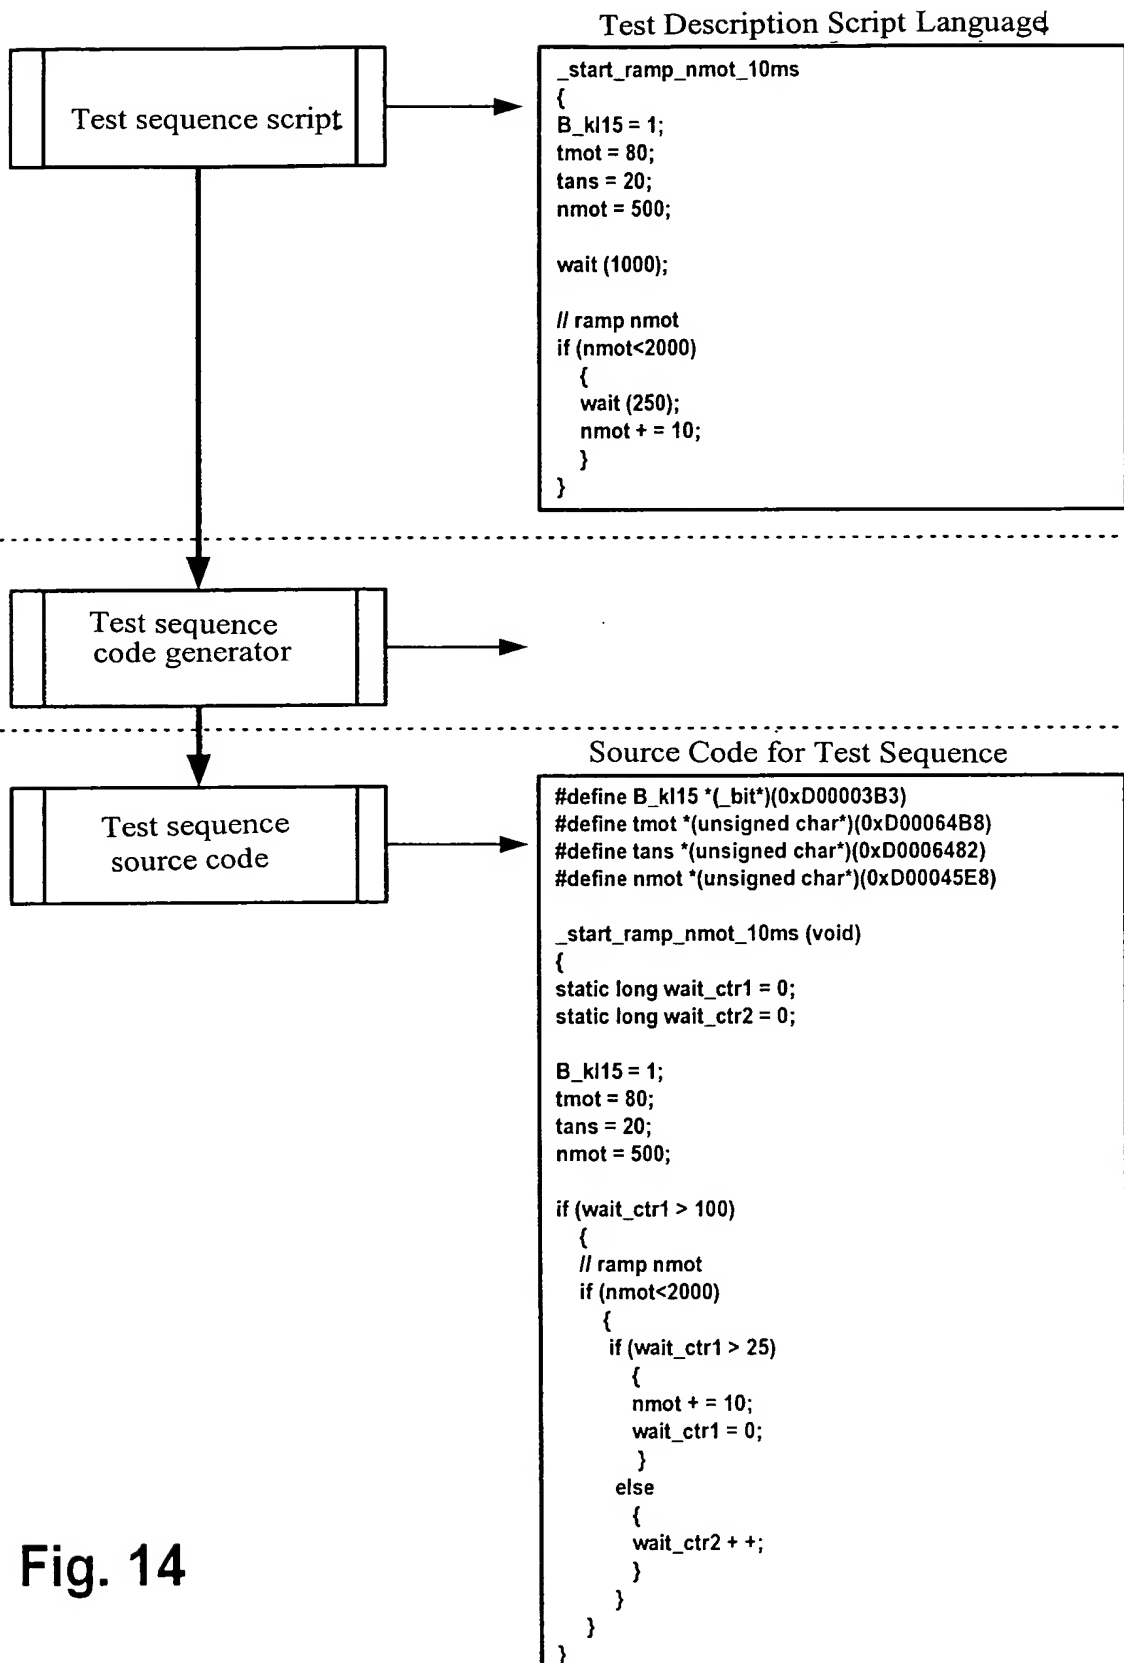 Test Description Script Language
Test sequence script
_start_ramp_nmot_10ms
{
B_kl15 = 1;
tmot = 80;
tans = 20;
nmot = 500;
wait (1000);
// ramp nmot
if (nmot<2000)
{
wait (250);
nmot + = 10;
}
}
Test sequence
code generator
Source Code for Test Sequence
Test sequence
source code
#define B_kl15 *(_bit*)(0xD00003B3)
#define tmot *(unsigned char*)(0xD00064B8)
#define tans *(unsigned char*)(0xD0006482)
#define nmot *(unsigned char*)(0xD00045E8)
_start_ramp_nmot_10ms (void)
{
static long wait_ctr1 = 0;
static long wait_ctr2 = 0;
B_kl15 = 1;
tmot = 80;
tans = 20;
nmot = 500;
if (wait_ctr1 > 100)
{
// ramp nmot
if (nmot<2000)
{
if (wait_ctr1 > 25)
{
nmot + = 10;
wait_ctr1 = 0;
}
else
{
wait_ctr2 + +;
}
}
}
}
Fig. 14